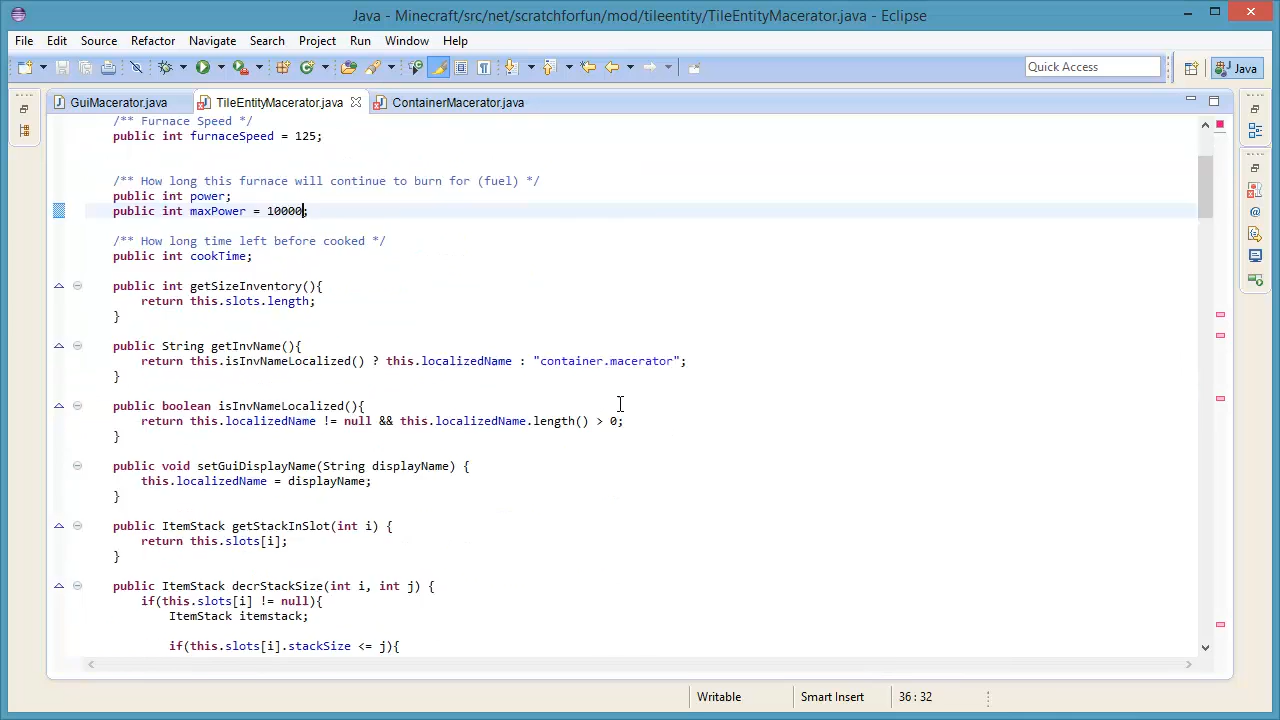 Java - Minecraft/src/net/scratchforfun/mod/tileentity/TileEntityMacerator.java - Eclipse
File Edit Source Refactor Navigate Search Project Run Window Help
Quick Access
Java
GuiMacerator.java
TileEntityMacerator.java
ContainerMacerator.java
/** Furnace Speed */
public int furnaceSpeed = 125;
/** How long this furnace will continue to burn for (fuel) */
public int power;
public int maxPower = 10000;
/** How long time left before cooked */
public int cookTime;
public int getSizeInventory(){
return this.slots.length;
}
public String getInvName(){
return this.isInvNameLocalized() ? this.localizedName : "container.macerator";
}
public boolean isInvNameLocalized(){
return this.localizedName != null && this.localizedName.length() > 0;
}
public void setGuiDisplayName(String displayName) {
this.localizedName = displayName;
}
public ItemStack getStackInSlot(int i) {
return this.slots[i];
}
public ItemStack decrStackSize(int i, int j) {
if(this.slots[i] != null){
ItemStack itemstack;
if(this.slots[i].stackSize <= j){
Writable
Smart Insert
36 : 32